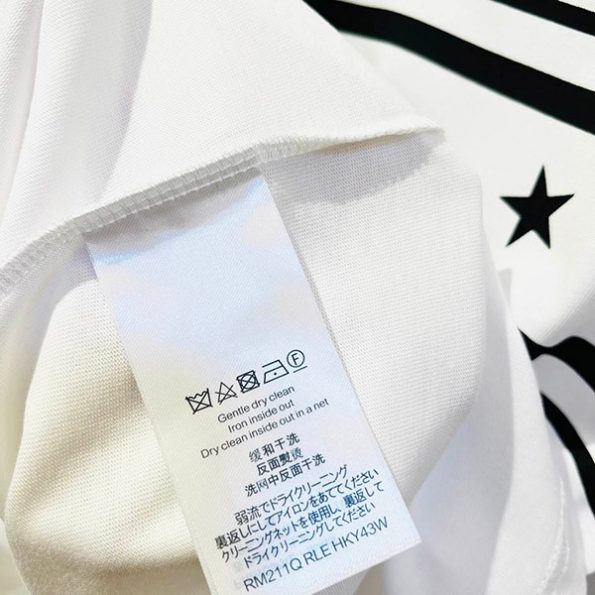 F
Gentle dry clean
Iron inside out
Dry clean inside out in a net
缓和干洗
反面熨烫
洗网中反面干洗
弱流でドライクリーニング
裏返しにしてアイロンをあててください
クリーニングネットを使用し、裏返して
ドライクリーニングしてください
RM211Q RLE HKY43W